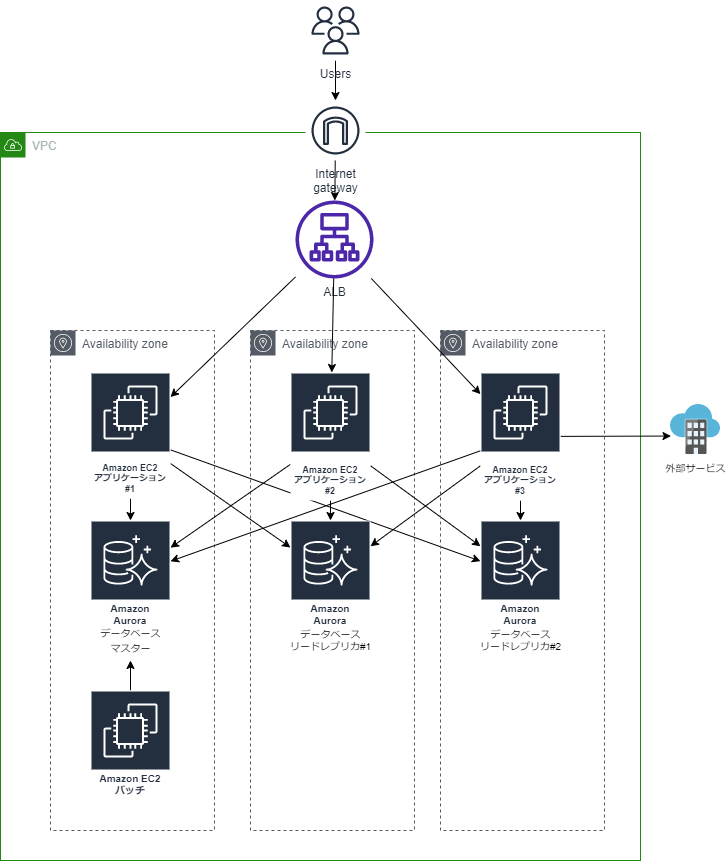 Users
VPC
Internet
gateway
ALB
Availability zone
Availability zone
Availability zone
Amazon EC2
アプリケーション
#1
Amazon EC2
アプリケーション
#2
Amazon EC2
アプリケーション
#3
外部サービス
Amazon
Aurora
データベース
マスター
Amazon
Aurora
データベース
リードレプリカ#1
Amazon
Aurora
データベース
リードレプリカ#2
Amazon EC2
バッチ